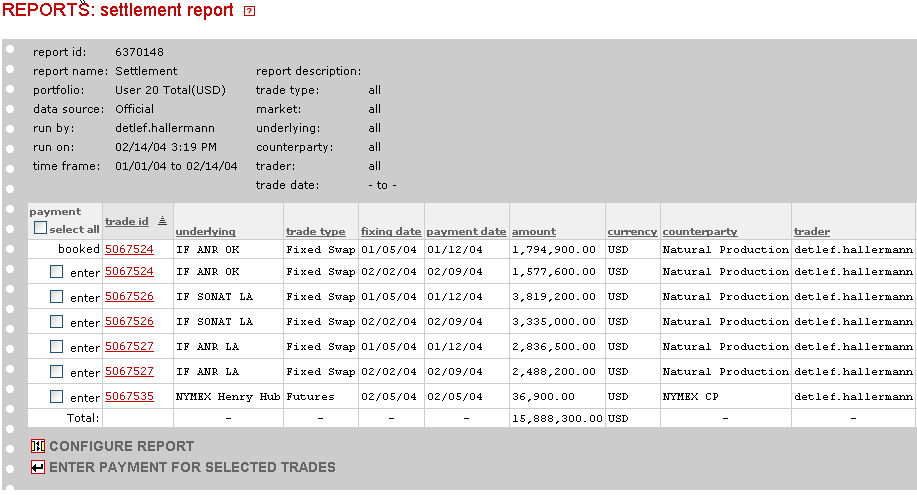 REPORTS: settlement report ?
report id: 6370148
report name: Settlement report description:
portfolio: User 20 Total(USD) trade type: all
data source: Official market: all
run by: detlef.hallermann underlying: all
run on: 02/14/04 3:19 PM counterparty: all
time frame: 01/01/04 to 02/14/04 trader: all
trade date: - to -
payment
select all trade id underlying trade type fixing date payment date amount currency counterparty trader
booked 5067524 IF ANR OK Fixed Swap 01/05/04 01/12/04 1,794,900.00 USD Natural Production detlef.hallermann
enter 5067524 IF ANR OK Fixed Swap 02/02/04 02/09/04 1,577,600.00 USD Natural Production detlef.hallermann
enter 5067526 IF SONAT LA Fixed Swap 01/05/04 01/12/04 3,819,200.00 USD Natural Production detlef.hallermann
enter 5067526 IF SONAT LA Fixed Swap 02/02/04 02/09/04 3,335,000.00 USD Natural Production detlef.hallermann
enter 5067527 IF ANR LA Fixed Swap 01/05/04 01/12/04 2,836,500.00 USD Natural Production detlef.hallermann
enter 5067527 IF ANR LA Fixed Swap 02/02/04 02/09/04 2,488,200.00 USD Natural Production detlef.hallermann
enter 5067535 NYMEX Henry Hub Futures 02/05/04 02/05/04 36,900.00 USD NYMEX CP detlef.hallermann
Total: - - - - 15,888,300.00 USD - -
CONFIGURE REPORT
ENTER PAYMENT FOR SELECTED TRADES